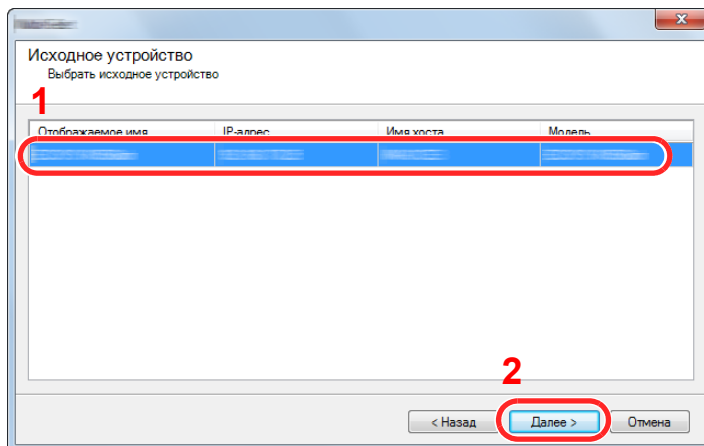 Исходное устройство
Выбрать исходное устройство
1
Отображаемое имя IP-адрес Имя хоста Модель
2
< Назад Далее > Отмена